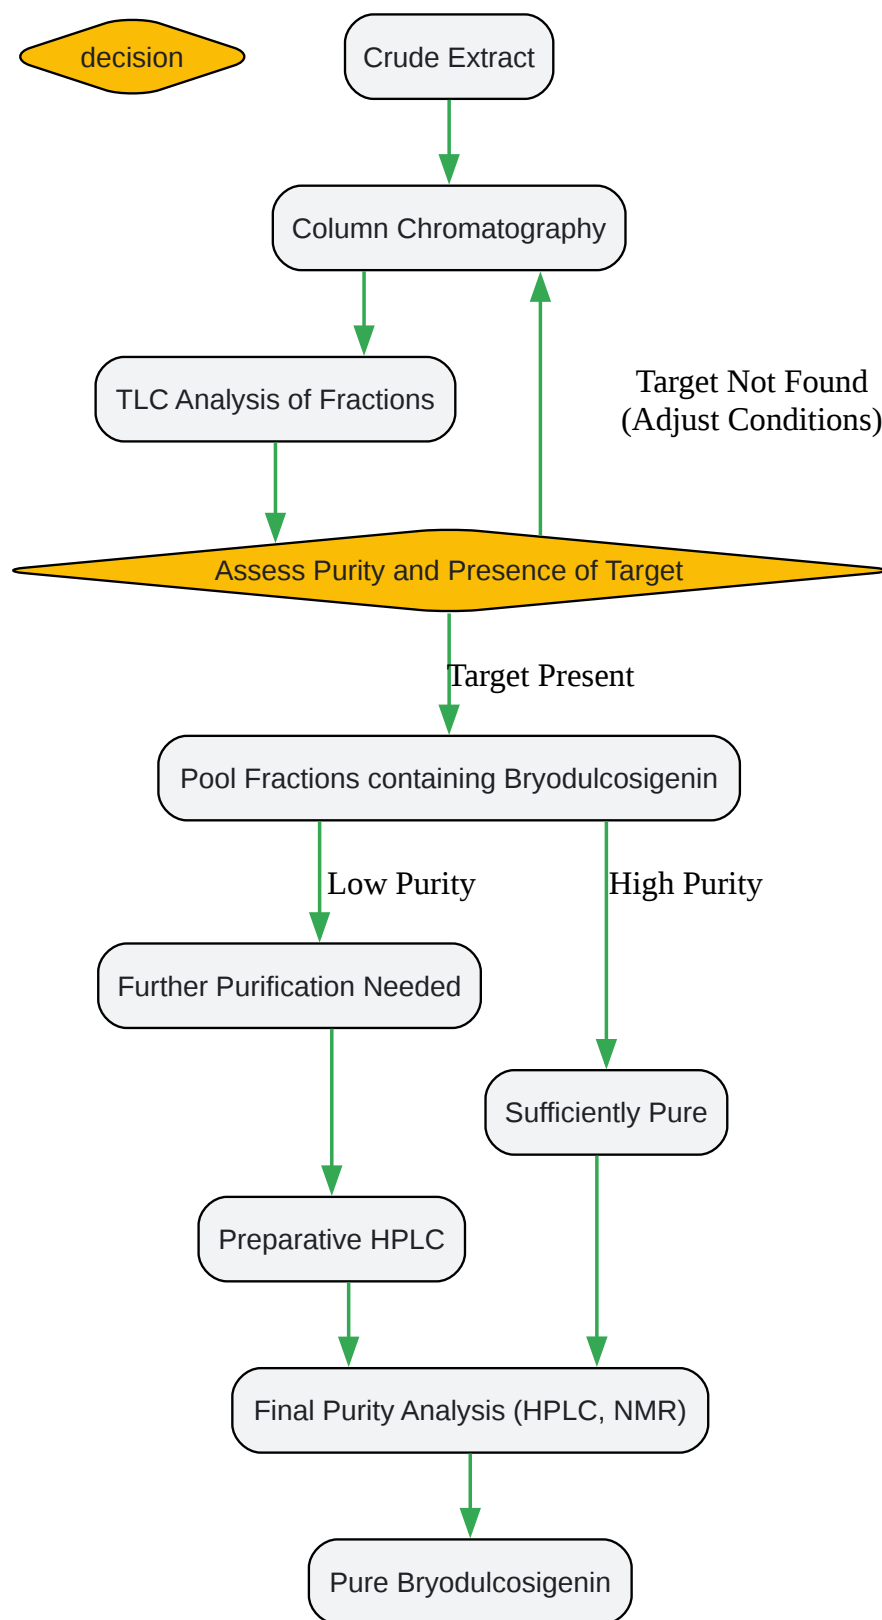 decision
Crude Extract
Column Chromatography
TLC Analysis of Fractions
Target Not Found
(Adjust Conditions)
Assess Purity and Presence of Target
Target Present
Pool Fractions containing Bryodulcosigenin
Low Purity
High Purity
Further Purification Needed
Sufficiently Pure
Preparative HPLC
Final Purity Analysis (HPLC, NMR)
Pure Bryodulcosigenin